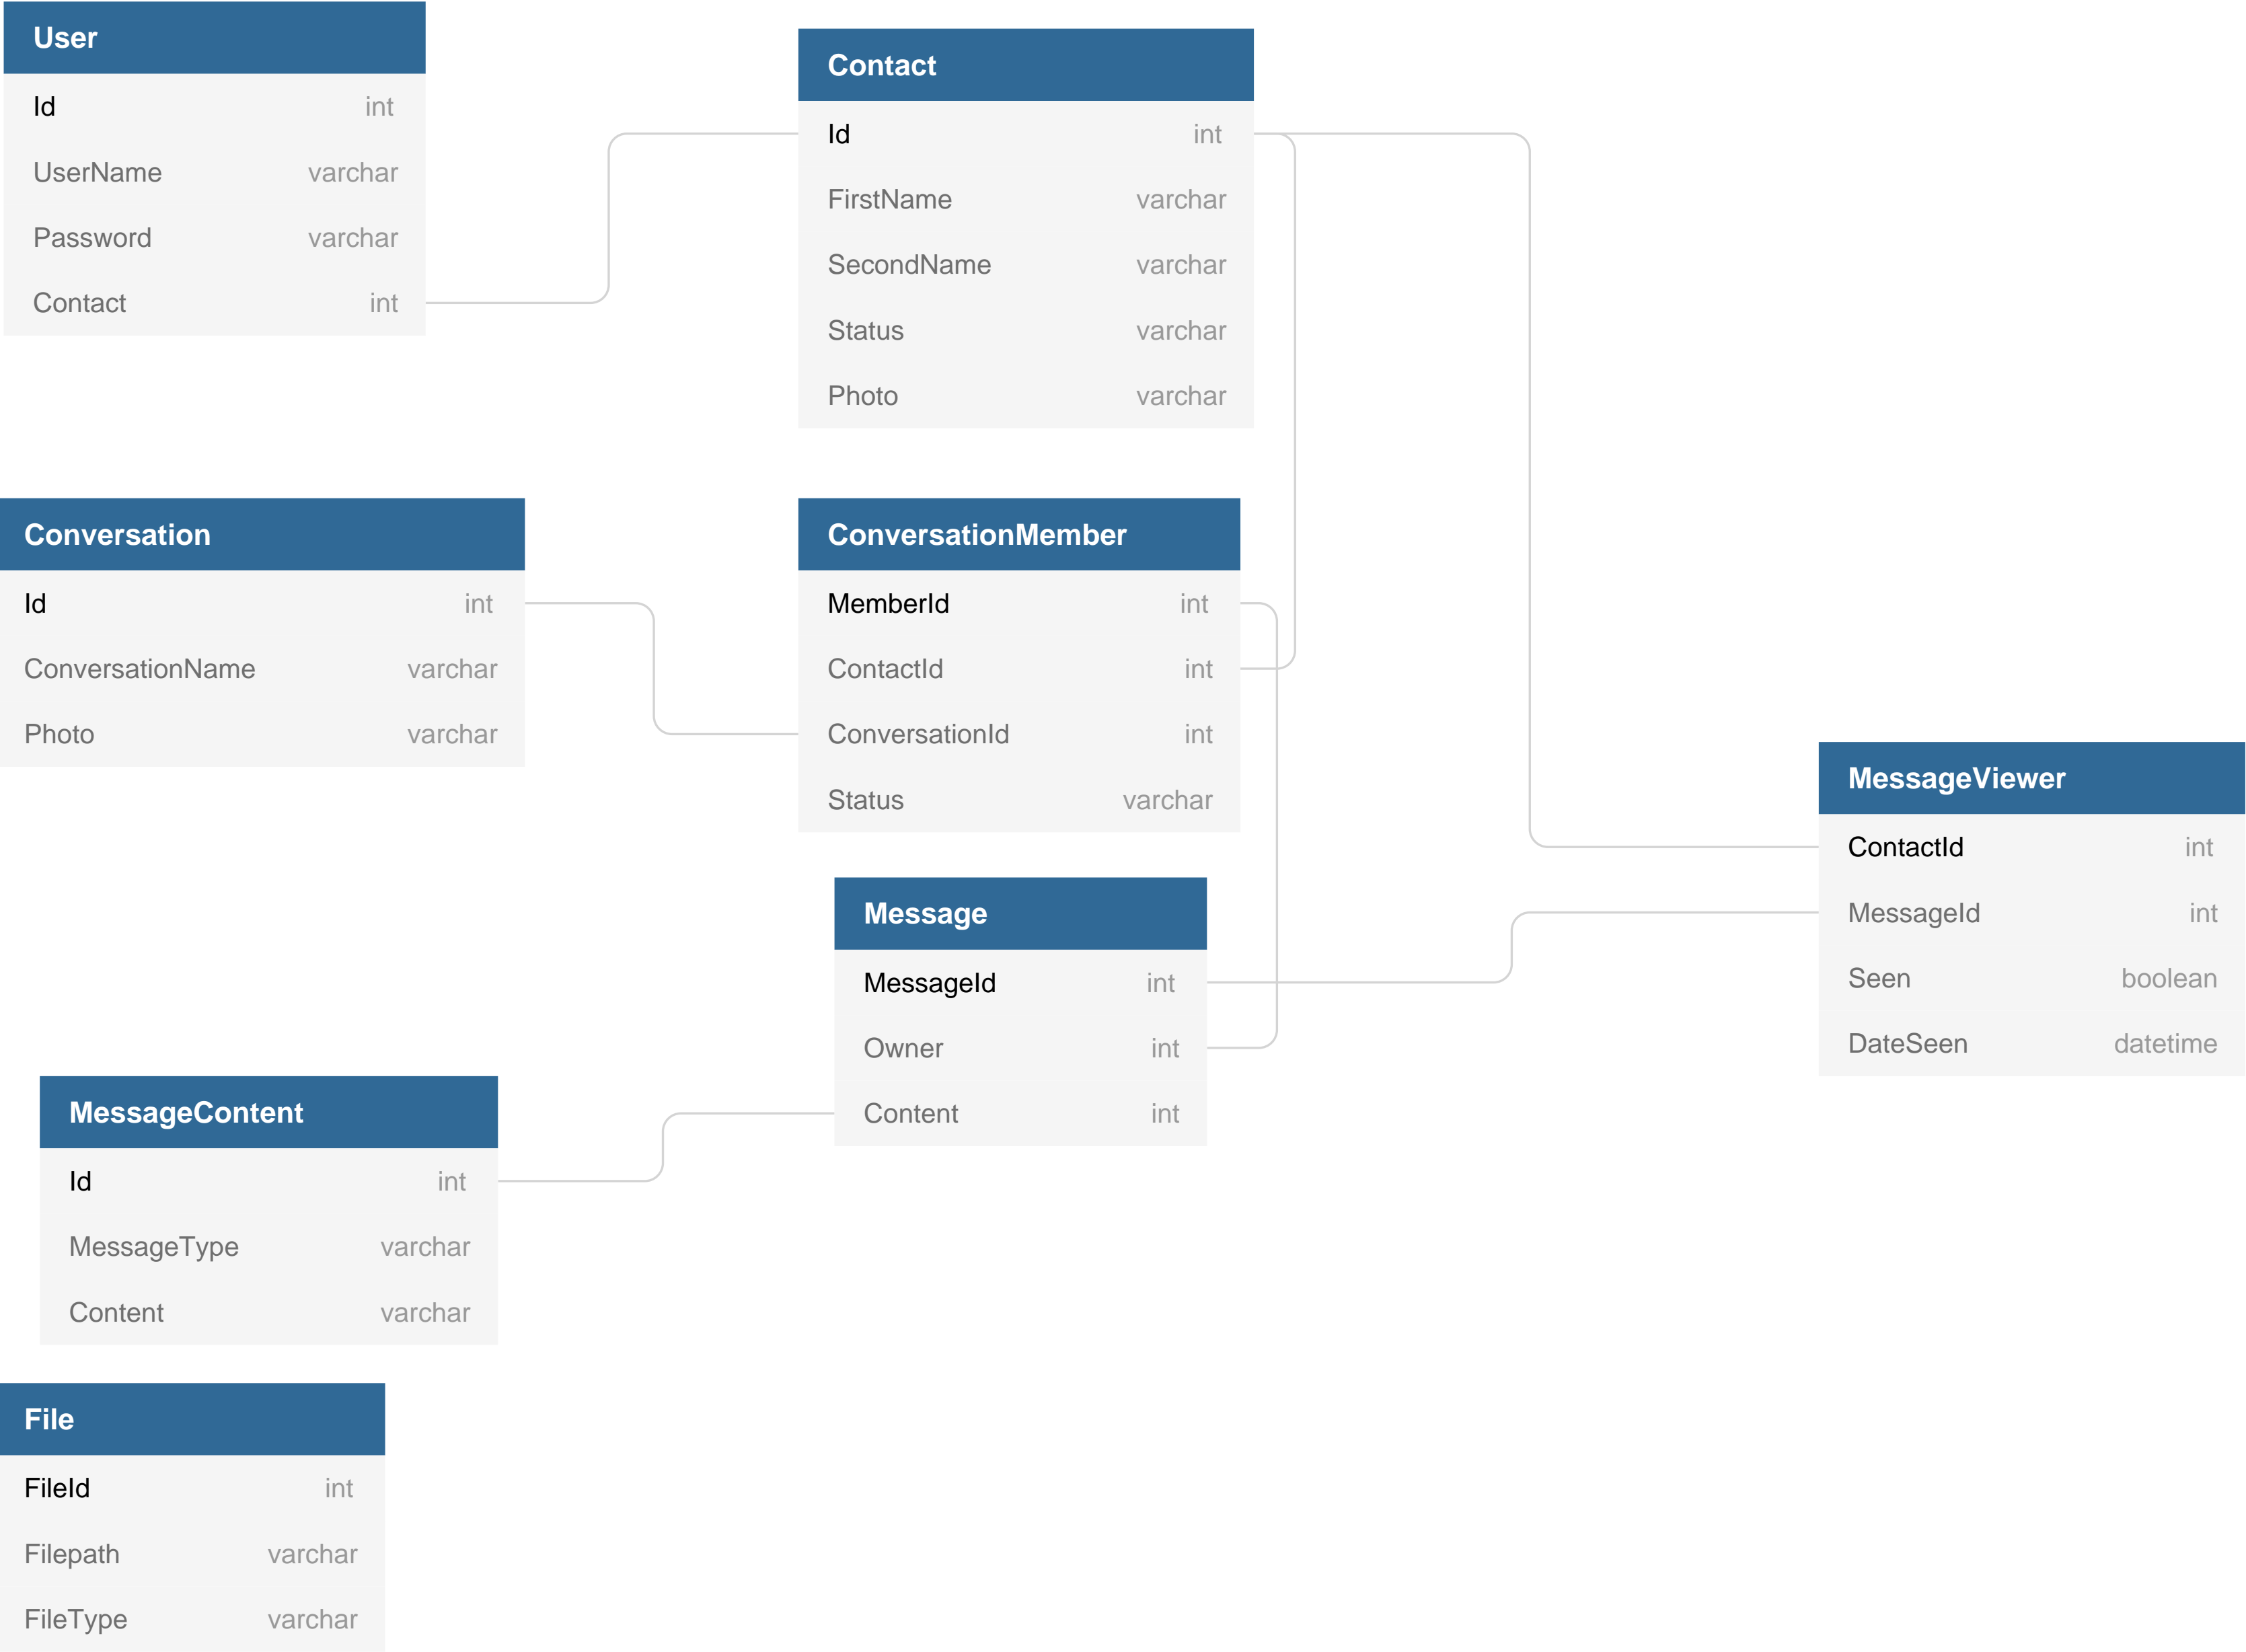 User
Id int
UserName varchar
Password varchar
Contact int
Contact
Id int
FirstName varchar
SecondName varchar
Status varchar
Photo varchar
Conversation
Id int
ConversationName varchar
Photo varchar
ConversationMember
MemberId int
ContactId int
ConversationId int
Status varchar
MessageViewer
ContactId int
MessageId int
Seen boolean
DateSeen datetime
Message
MessageId int
Owner int
Content int
MessageContent
Id int
MessageType varchar
Content varchar
File
FileId int
Filepath varchar
FileType varchar